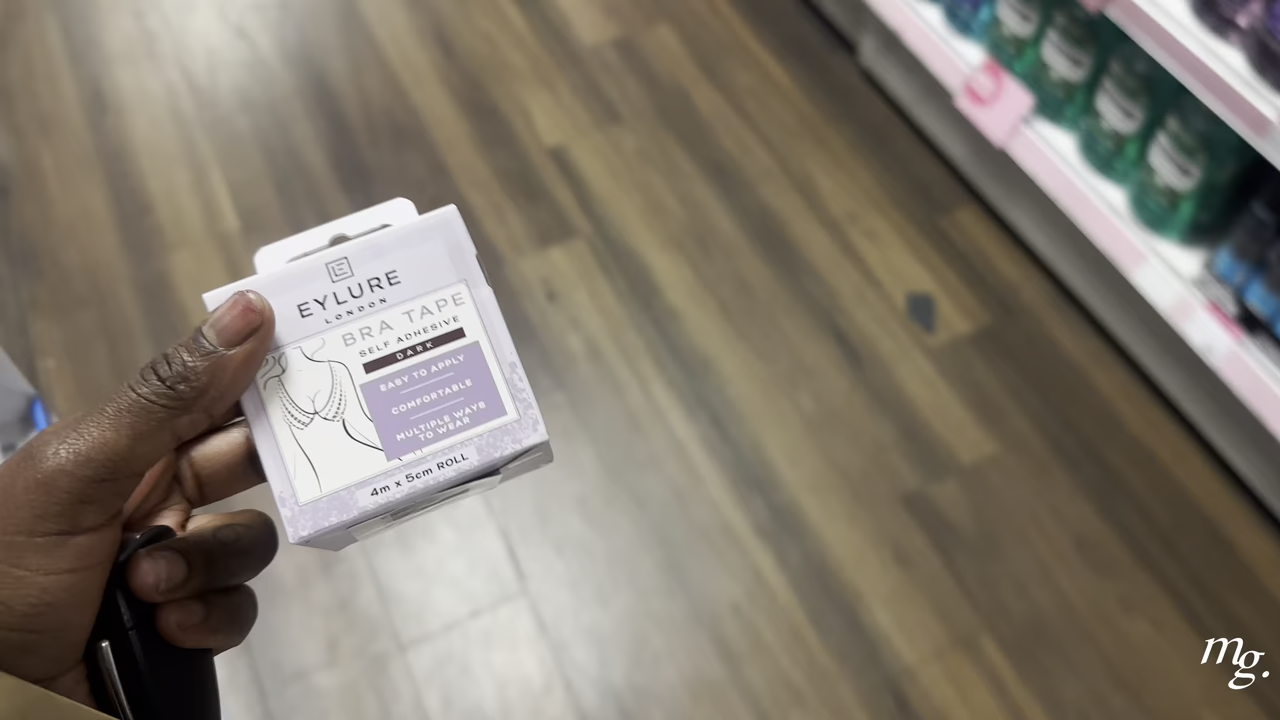 EYLURE
LONDON
BRA TAPE
SELF ADHESIVE
DARK
EASY TO APPLY
COMFORTABLE
MULTIPLE WAYS
TO WEAR
4m x 5cm ROLL
mg.